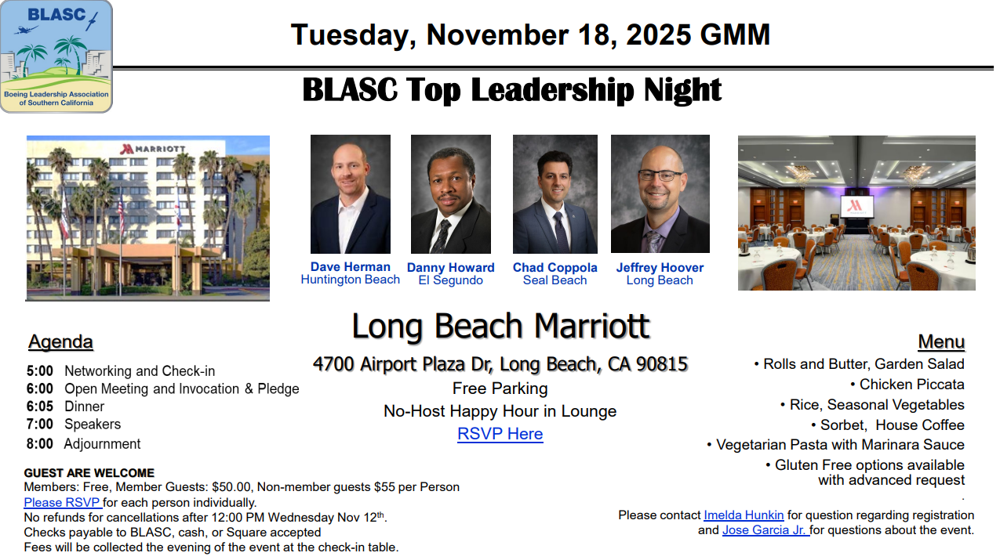 BLASC
Boeing Leadership Association
of Southern California
Tuesday, November 18, 2025 GMM
BLASC Top Leadership Night
MARRIOTT
Dave Herman
Huntington Beach
Danny Howard
El Segundo
Chad Coppola
Seal Beach
Jeffrey Hoover
Long Beach
MARRIOTT
Long Beach Marriott
4700 Airport Plaza Dr, Long Beach, CA 90815
Free Parking
No-Host Happy Hour in Lounge
RSVP Here
Agenda
5:00 Networking and Check-in
6:00 Open Meeting and Invocation & Pledge
6:05 Dinner
7:00 Speakers
8:00 Adjournment
GUEST ARE WELCOME
Members: Free, Member Guests: $50.00, Non-member guests $55 per Person
Please RSVP for each person individually.
No refunds for cancellations after 12:00 PM Wednesday Nov 12th.
Checks payable to BLASC, cash, or Square accepted
Fees will be collected the evening of the event at the check-in table.
Menu
• Rolls and Butter, Garden Salad
• Chicken Piccata
• Rice, Seasonal Vegetables
• Sorbet, House Coffee
• Vegetarian Pasta with Marinara Sauce
• Gluten Free options available
with advanced request
.
Please contact Imelda Hunkin for question regarding registration
and Jose Garcia Jr. for questions about the event.